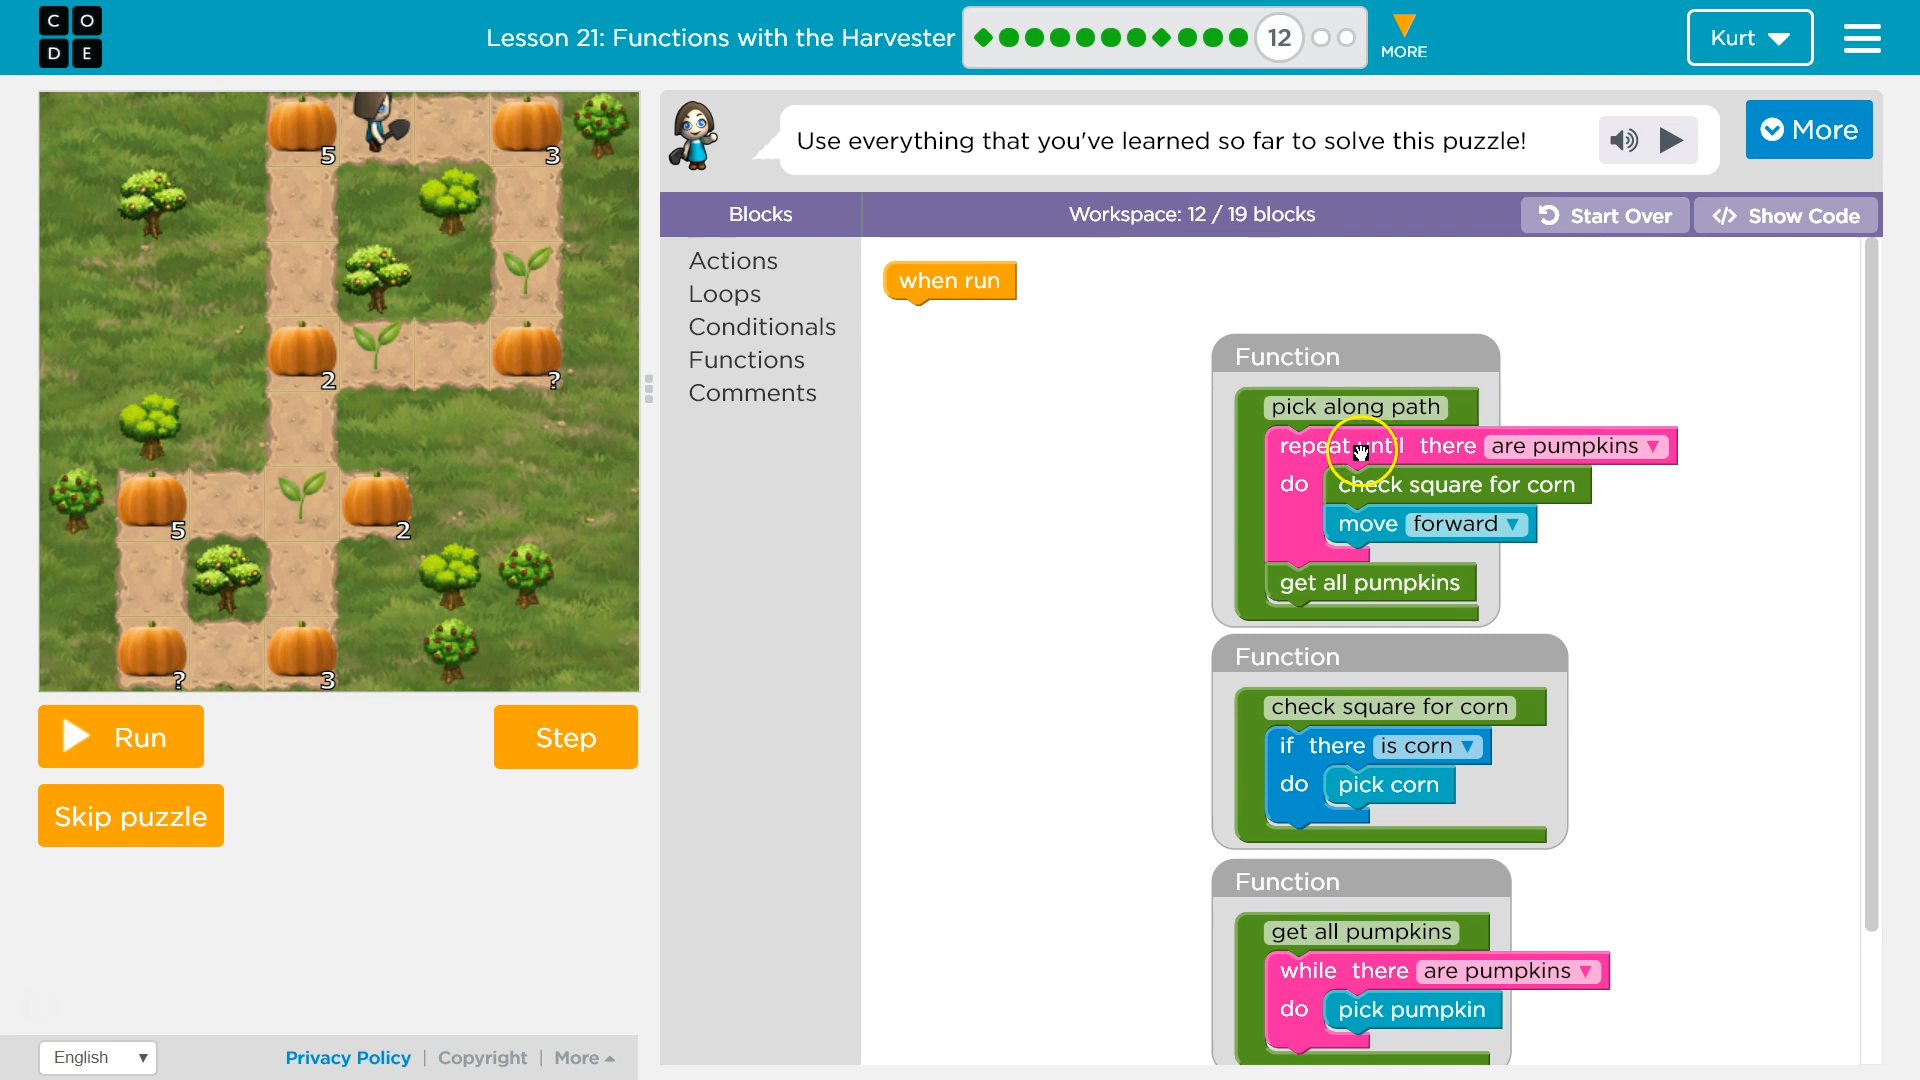 C O
D E
Lesson 21: Functions with the Harvester
12
MORE
Kurt
Use everything that you've learned so far to solve this puzzle!
More
Blocks
Workspace: 12 / 19 blocks
Start Over
</> Show Code
Actions
Loops
Conditionals
Functions
Comments
when run
Function
pick along path
repeat until there are pumpkins
do check square for corn
move forward
get all pumpkins
Function
check square for corn
if there is corn
do pick corn
Function
get all pumpkins
while there are pumpkins
do pick pumpkin
5
3
2
?
5
2
?
3
Run
Step
Skip puzzle
English
Privacy Policy | Copyright | More